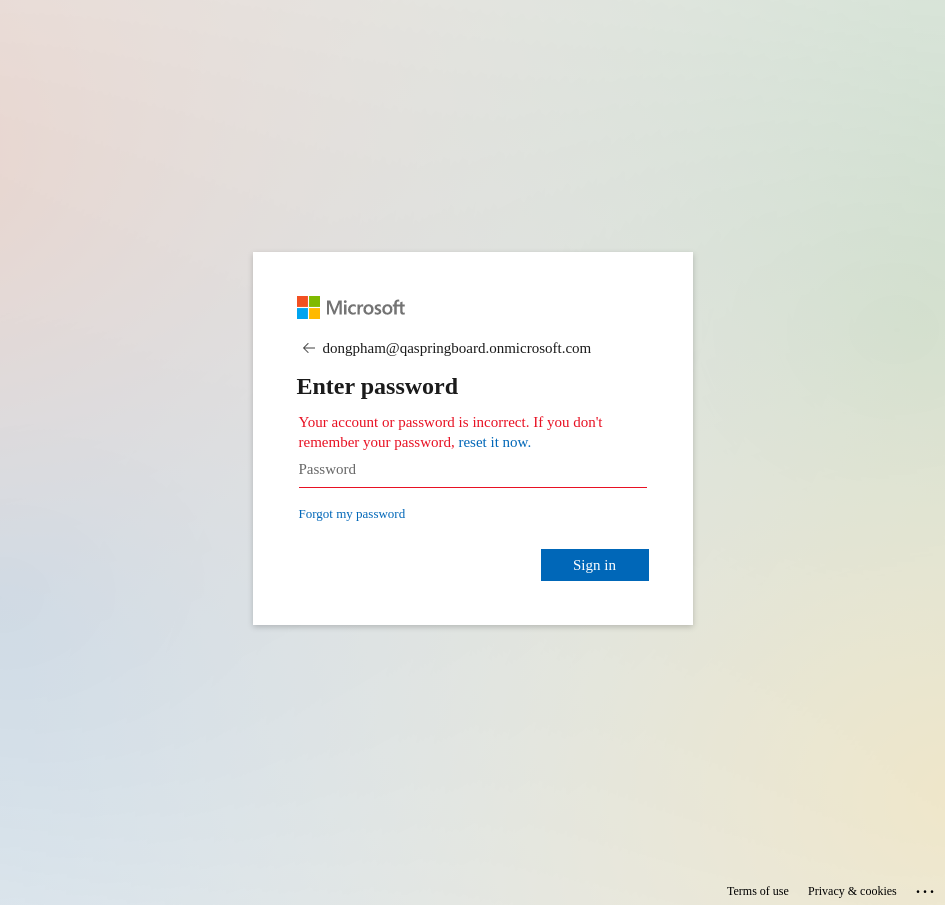 Microsoft
dongpham@qaspringboard.onmicrosoft.com
Enter password
Your account or password is incorrect. If you don't
remember your password, reset it now.
Password
Forgot my password
Sign in
Terms of use Privacy & cookies ...